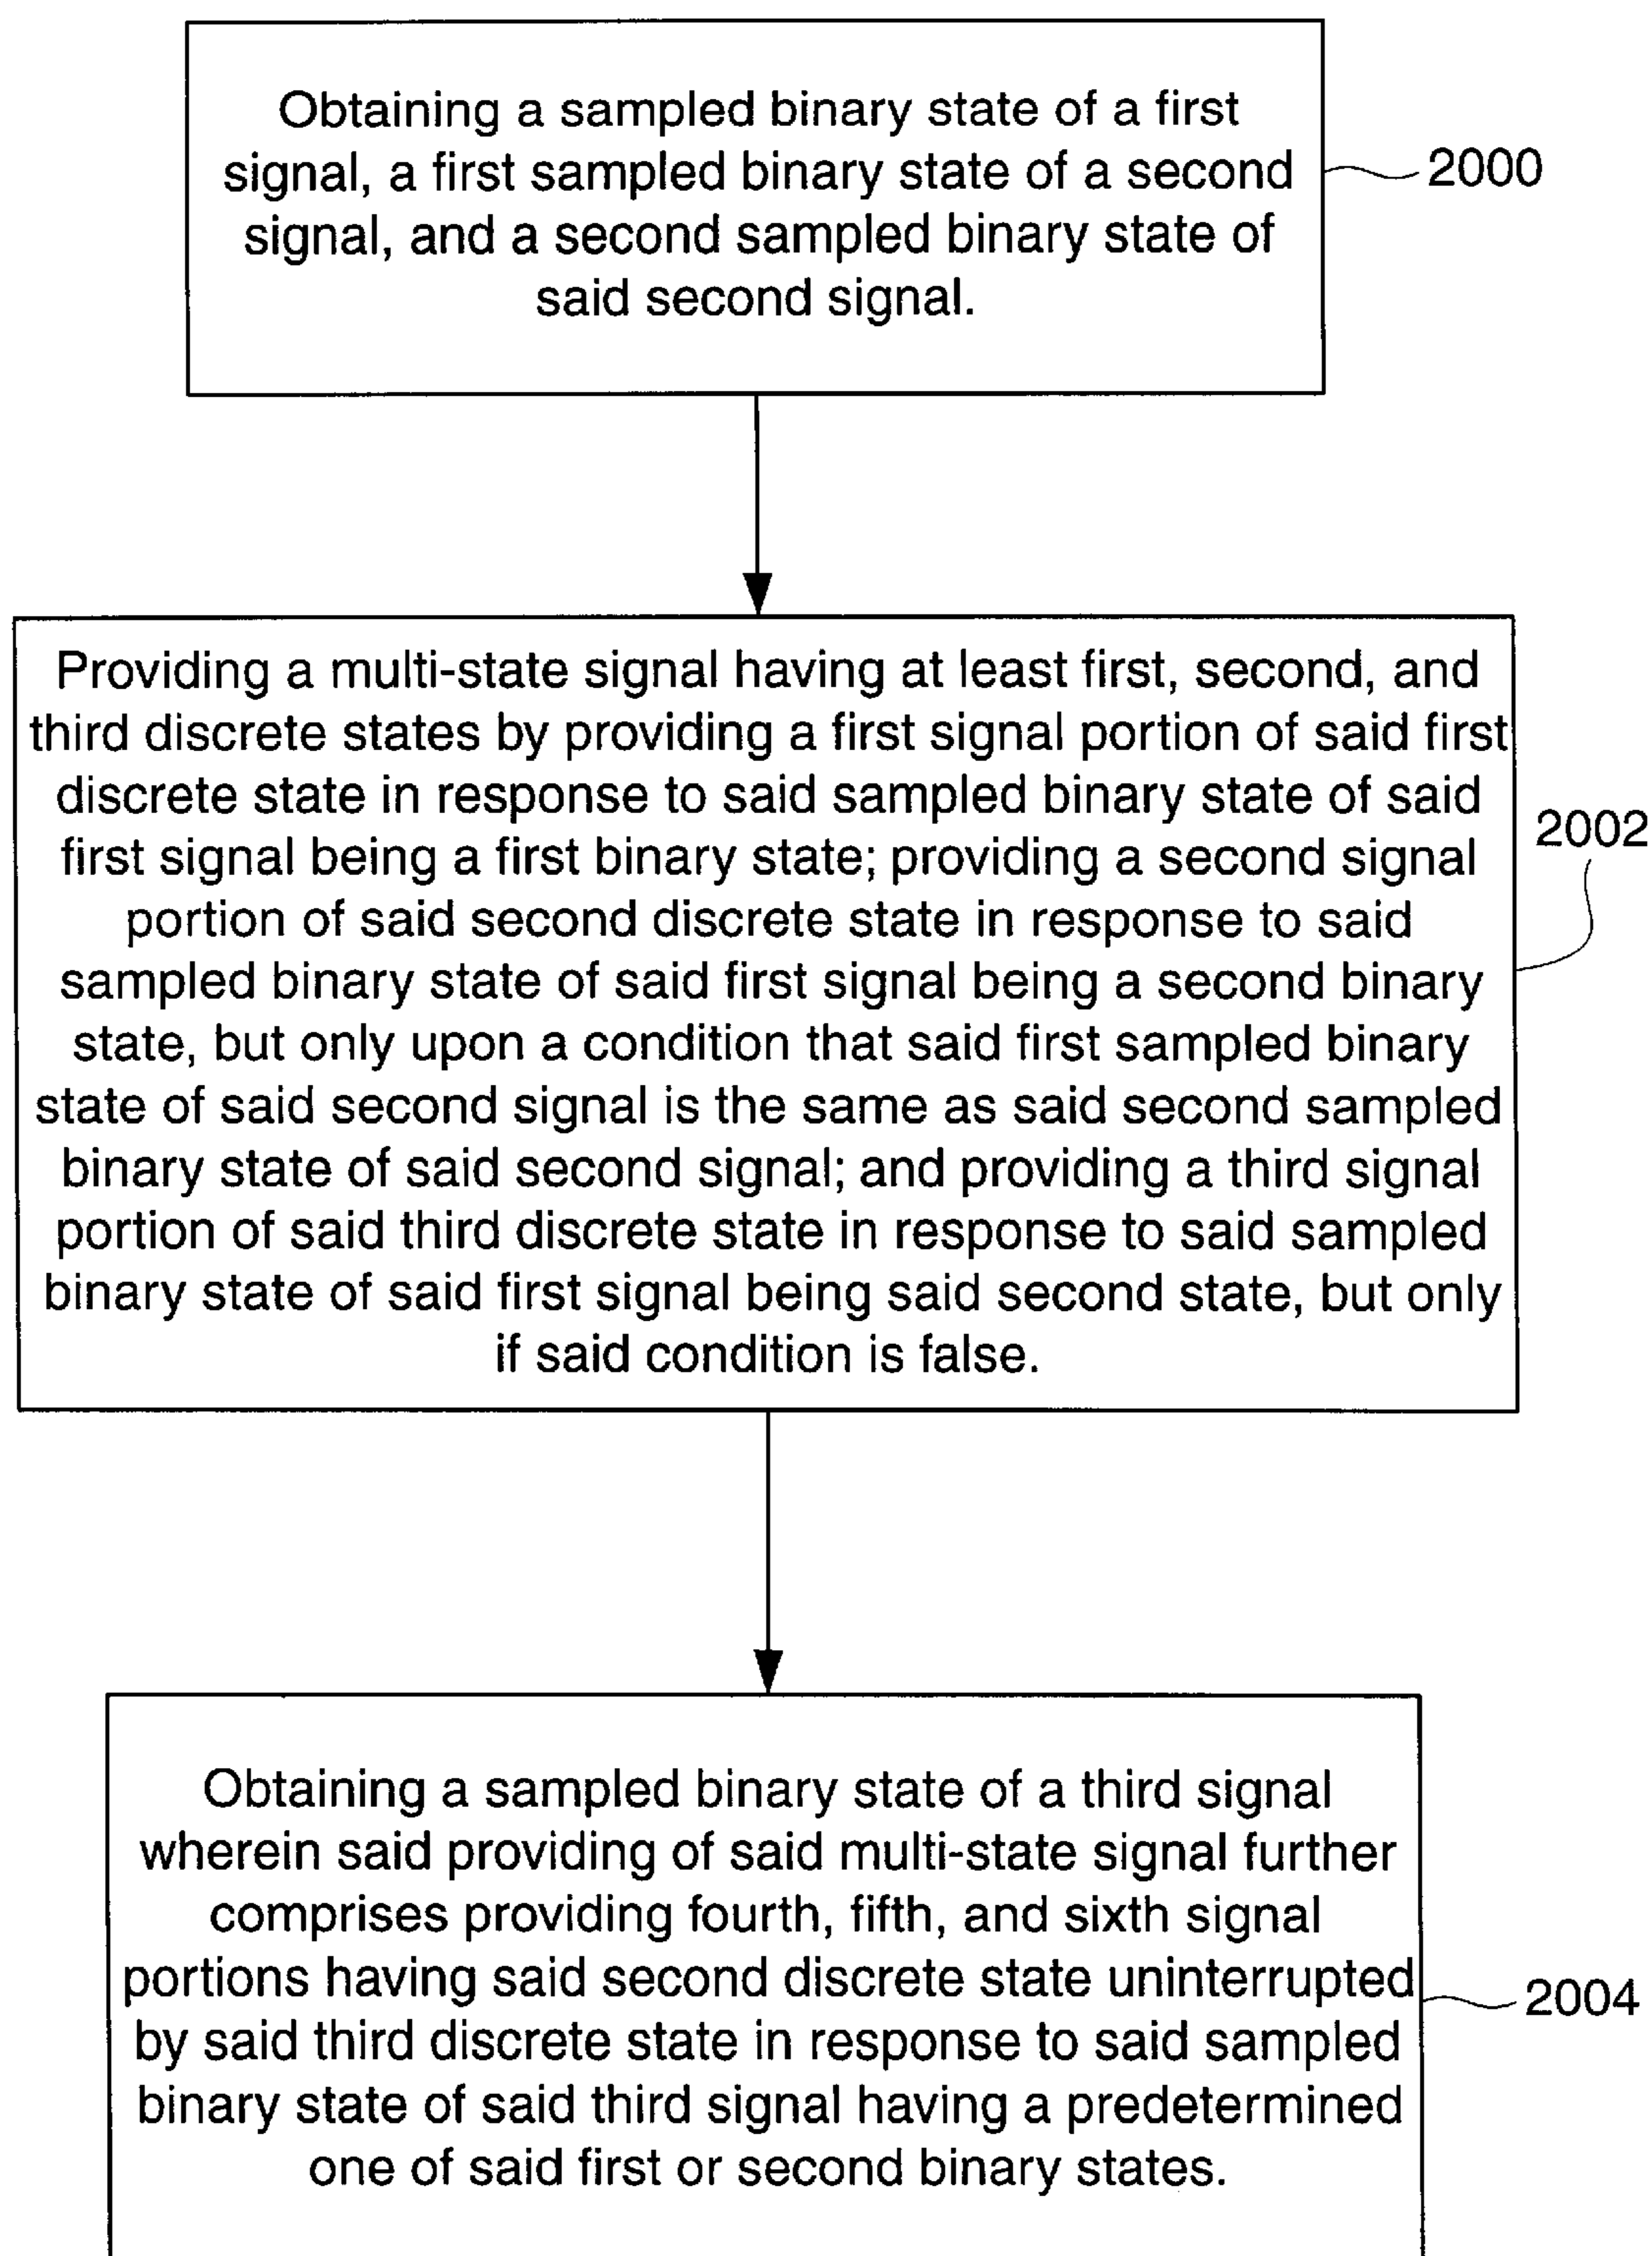 Obtaining a sampled binary state of a first
signal, a first sampled binary state of a second
signal, and a second sampled binary state of
said second signal.
2000
Providing a multi-state signal having at least first, second, and
third discrete states by providing a first signal portion of said first
discrete state in response to said sampled binary state of said
first signal being a first binary state; providing a second signal
portion of said second discrete state in response to said
sampled binary state of said first signal being a second binary
state, but only upon a condition that said first sampled binary
state of said second signal is the same as said second sampled
binary state of said second signal; and providing a third signal
portion of said third discrete state in response to said sampled
binary state of said first signal being said second state, but only
if said condition is false.
2002
Obtaining a sampled binary state of a third signal
wherein said providing of said multi-state signal further
comprises providing fourth, fifth, and sixth signal
portions having said second discrete state uninterrupted
by said third discrete state in response to said sampled
binary state of said third signal having a predetermined
one of said first or second binary states.
2004